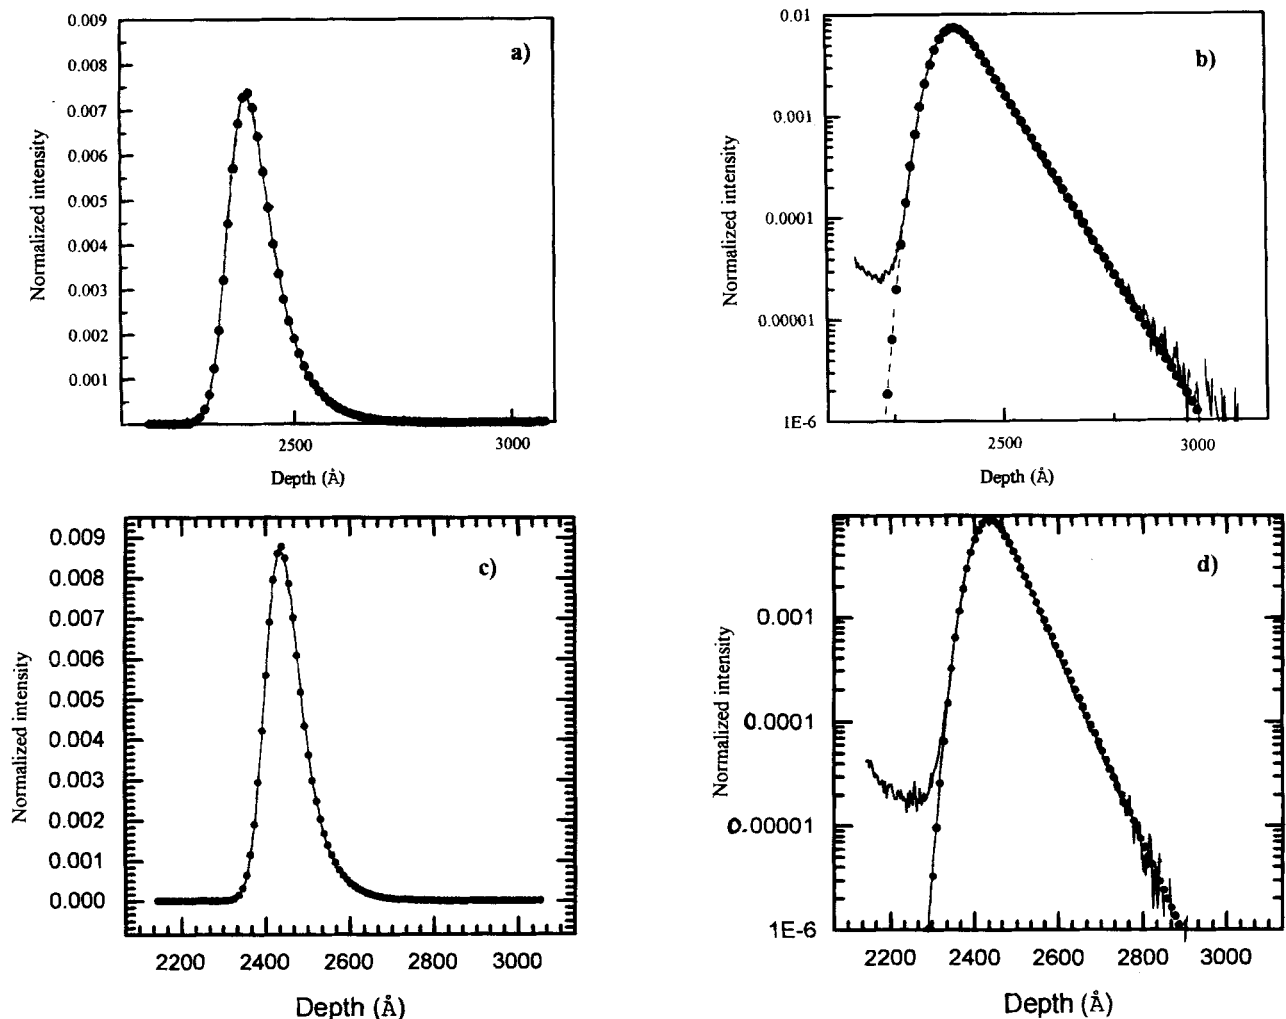 a)
0.009
0.008
0.007
0.006
0.005
0.004
0.003
0.002
0.001
Normalized intensity
2500
3000
Depth (Å)
b)
0.01
0.001
0.0001
0.00001
1E-6
Normalized intensity
2500
3000
Depth (Å)
c)
0.009
0.008
0.007
0.006
0.005
0.004
0.003
0.002
0.001
0.000
Normalized intensity
2200 2400 2600 2800 3000
Depth (Å)
d)
0.001
0.0001
0.00001
1E-6
Normalized intensity
2200 2400 2600 2800 3000
Depth (Å)